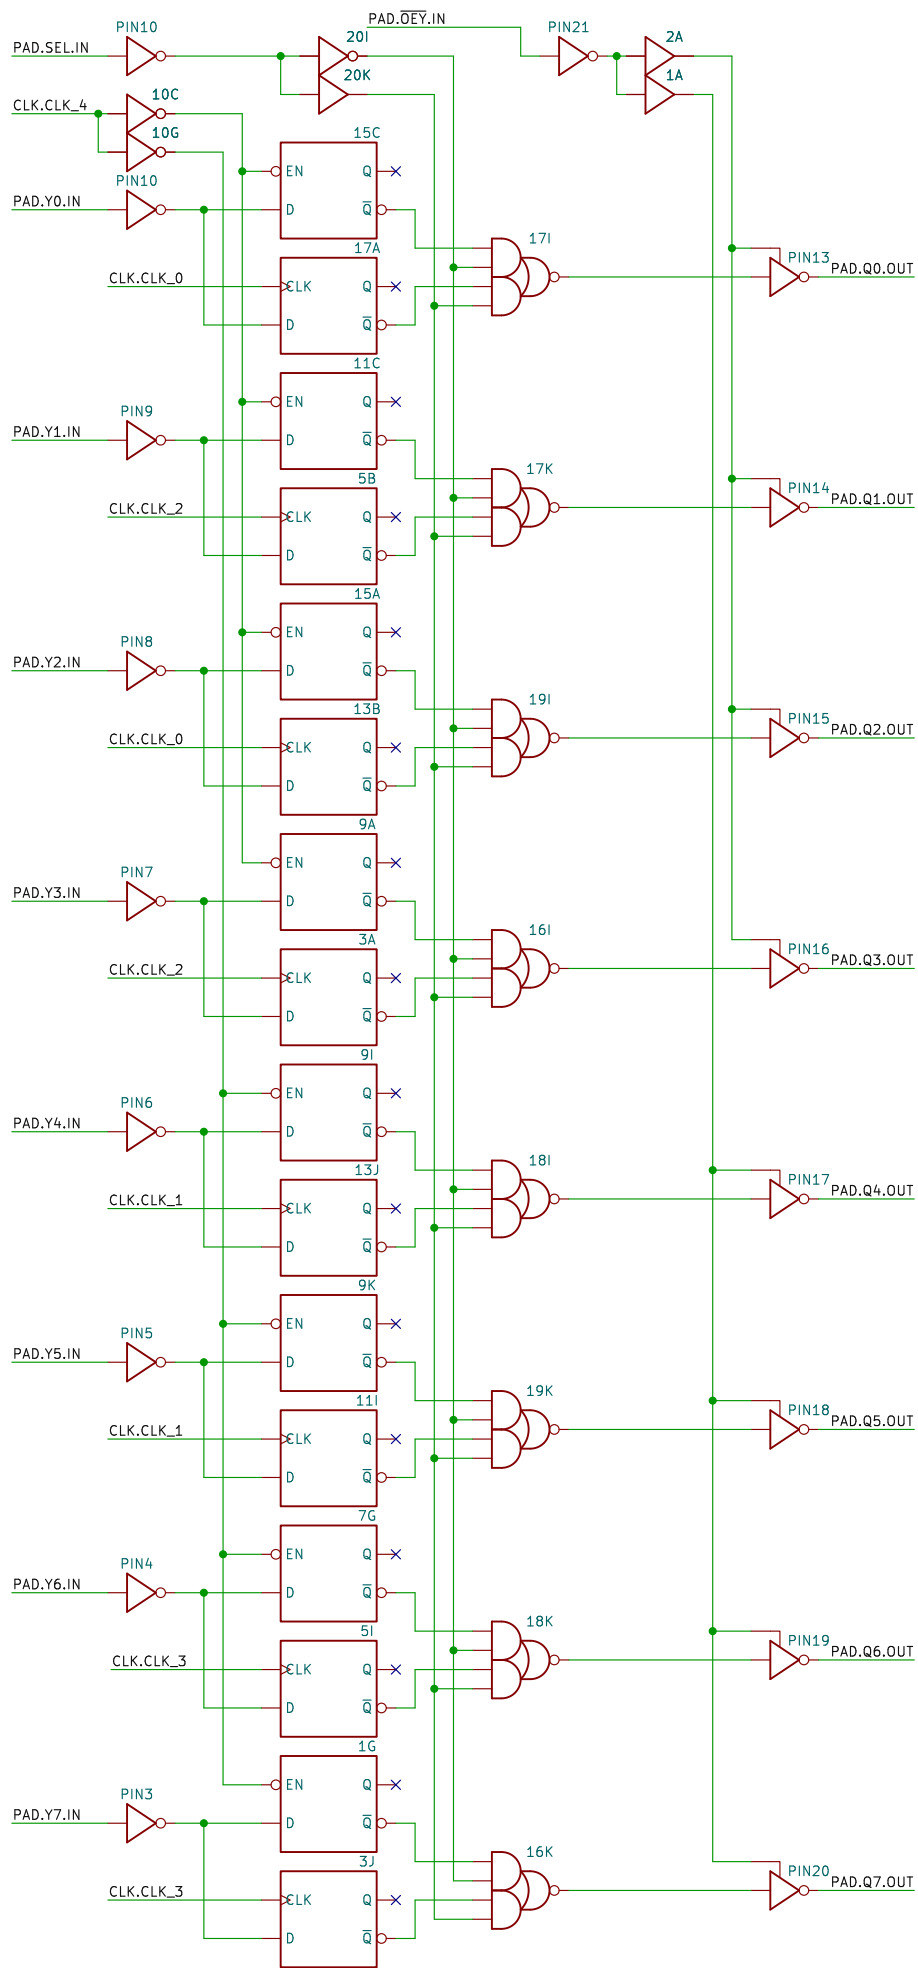 PAD.OEY.IN
PIN10 20I PIN21 2A
PAD.SEL.IN
20K 1A
10C
CLK.CLK_4
10G 15C
EN Q
PIN10
PAD.Y0.IN D Q
17I
17A
PIN13
PAD.Q0.OUT
CLK.CLK_0 CLK Q
D Q
11C
EN Q
PIN9
PAD.Y1.IN D Q
17K
5B
PIN14
PAD.Q1.OUT
CLK.CLK_2 CLK Q
D Q
15A
EN Q
PIN8
PAD.Y2.IN D Q
19I
13B
PIN15
PAD.Q2.OUT
CLK.CLK_0 CLK Q
D Q
9A
EN Q
PIN7
PAD.Y3.IN D Q
16I
3A
PIN16
PAD.Q3.OUT
CLK.CLK_2 CLK Q
D Q
9I
EN Q
PIN6
PAD.Y4.IN D Q
18I
13J
PIN17
PAD.Q4.OUT
CLK.CLK_1 CLK Q
D Q
9K
EN Q
PIN5
PAD.Y5.IN D Q
19K
11I
PIN18
PAD.Q5.OUT
CLK.CLK_1 CLK Q
D Q
7G
EN Q
PIN4
PAD.Y6.IN D Q
18K
5I
PIN19
PAD.Q6.OUT
CLK.CLK_3 CLK Q
D Q
1G
EN Q
PIN3
PAD.Y7.IN D Q
16K
3J
PIN20
PAD.Q7.OUT
CLK.CLK_3 CLK Q
D Q